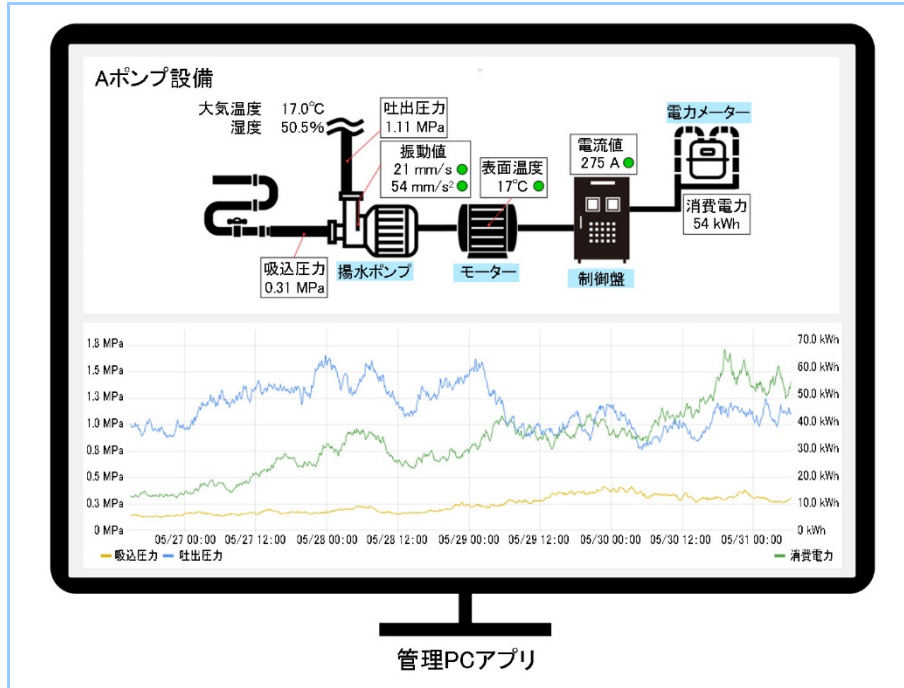 Aポンプ設備
大気温度 17.0℃
湿度 50.5%
吐出圧力
1.11 MPa
振動値
21 mm/s
54 mm/s²
表面温度
17℃
電流値
275 A
電力メーター
消費電力
54 kWh
吸込圧力
0.31 MPa
揚水ポンプ
モーター
制御盤
1.8 MPa
1.5 MPa
1.3 MPa
1.0 MPa
0.8 MPa
0.5 MPa
0.3 MPa
0 MPa
70.0 kWh
60.0 kWh
50.0 kWh
40.0 kWh
30.0 kWh
20.0 kWh
10.0 kWh
0 kWh
05/27 00:00 05/27 12:00 05/28 00:00 05/28 12:00 05/29 00:00 05/29 12:00 05/30 00:00 05/30 12:00 05/31 00:00
吸込圧力 吐出圧力 消費電力
管理PCアプリ